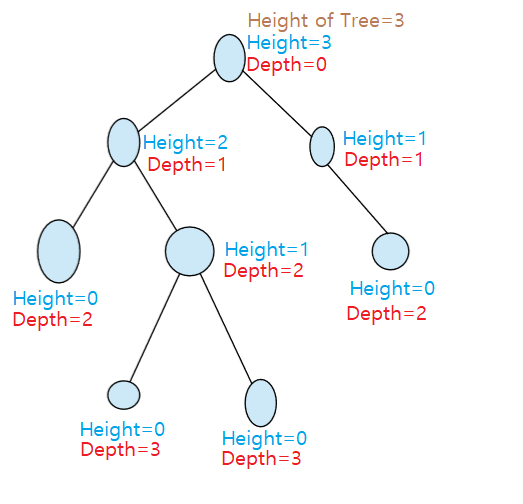 Height of Tree=3
Height=3
Depth=0
Height=2
Depth=1
Height=1
Depth=1
Height=0
Depth=2
Height=1
Depth=2
Height=0
Depth=2
Height=0
Depth=3
Height=0
Depth=3